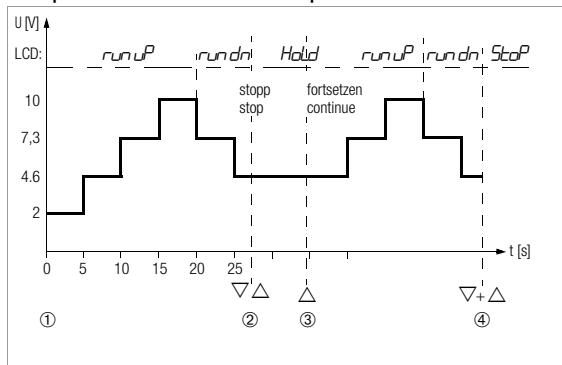 U [V]
LCD: run uP run dn Hold run uP run dn StoP
stopp fortsetzen
stop continue
10
7,3
4.6
2
t [s]
0 5 10 15 20 25
▽ △ △ ▽+△
① ② ③ ④